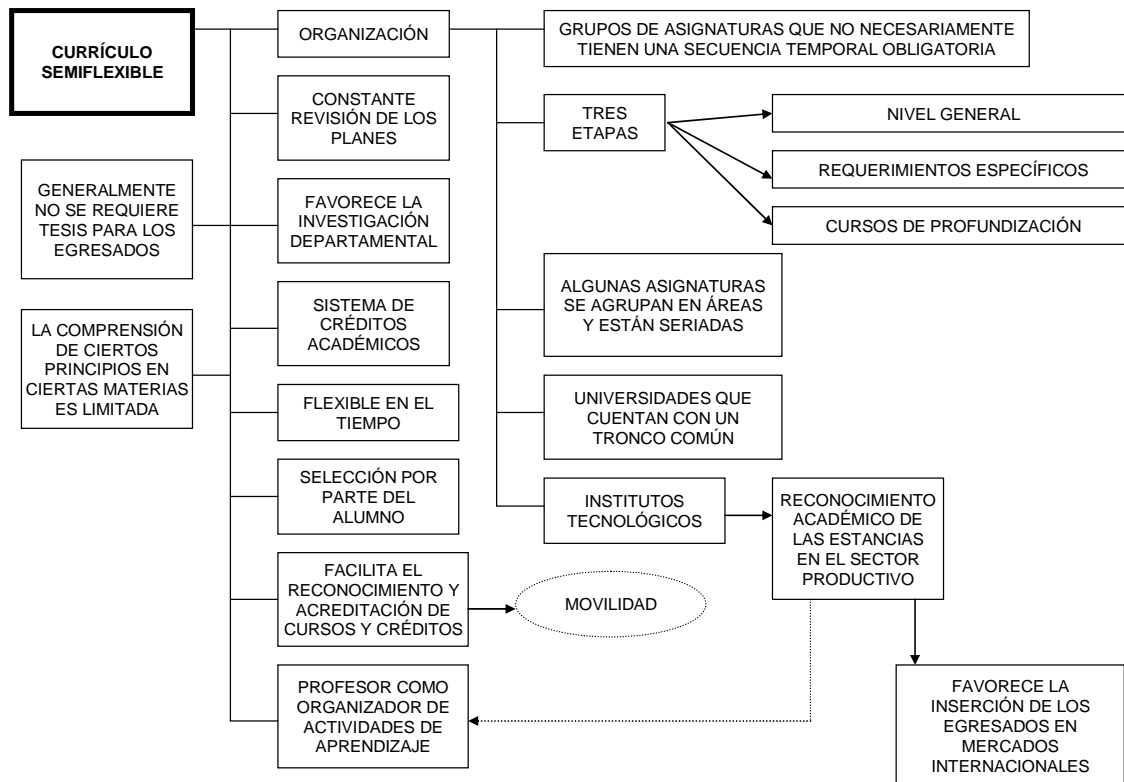 CURRÍCULO
SEMIFLEXIBLE
ORGANIZACIÓN
GRUPOS DE ASIGNATURAS QUE NO NECESARIAMENTE
TIENEN UNA SECUENCIA TEMPORAL OBLIGATORIA
CONSTANTE
REVISIÓN DE LOS
PLANES
TRES
ETAPAS
NIVEL GENERAL
REQUERIMIENTOS ESPECÍFICOS
CURSOS DE PROFUNDIZACIÓN
GENERALMENTE
NO SE REQUIERE
TESIS PARA LOS
EGRESADOS
FAVORECE LA
INVESTIGACIÓN
DEPARTAMENTAL
ALGUNAS ASIGNATURAS
SE AGRUPAN EN ÁREAS
Y ESTÁN SERIADAS
SISTEMA DE
CRÉDITOS
ACADÉMICOS
LA COMPRENSIÓN
DE CIERTOS
PRINCIPIOS EN
CIERTAS MATERIAS
ES LIMITADA
FLEXIBLE EN EL
TIEMPO
UNIVERSIDADES QUE
CUENTAN CON UN
TRONCO COMÚN
SELECCIÓN POR
PARTE DEL
ALUMNO
INSTITUTOS
TECNOLÓGICOS
RECONOCIMIENTO
ACADÉMICO DE
LAS ESTANCIAS
EN EL SECTOR
PRODUCTIVO
FACILITA EL
RECONOCIMIENTO Y
ACREDITACIÓN DE
CURSOS Y CRÉDITOS
MOVILIDAD
PROFESOR COMO
ORGANIZADOR DE
ACTIVIDADES DE
APRENDIZAJE
FAVORECE LA
INSERCIÓN DE LOS
EGRESADOS EN
MERCADOS
INTERNACIONALES